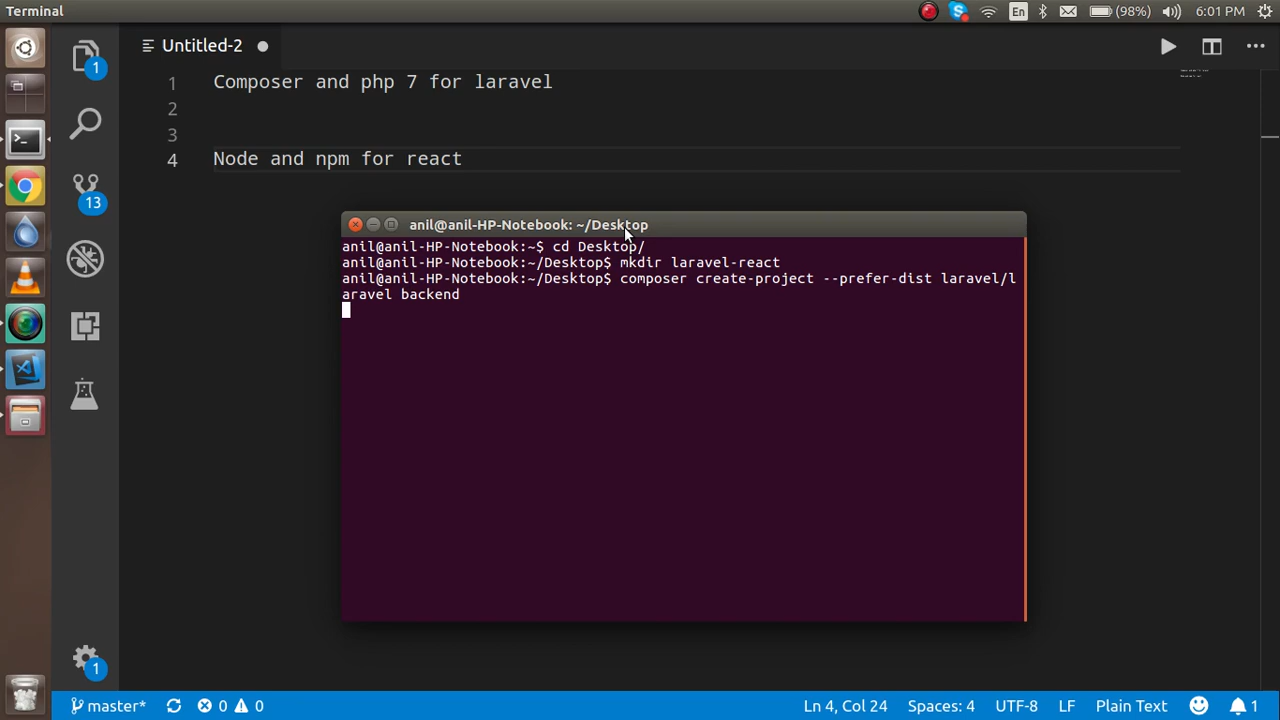 Terminal
En
(98%)
6:01 PM
1
Untitled-2
1 Composer and php 7 for laravel
2
3
4 Node and npm for react
13
anil@anil-HP-Notebook: ~/Desktop
anil@anil-HP-Notebook:~$ cd Desktop/
anil@anil-HP-Notebook:~/Desktop$ mkdir laravel-react
anil@anil-HP-Notebook:~/Desktop$ composer create-project --prefer-dist laravel/l
aravel backend
1
master*
0 0
Ln 4, Col 24
Spaces: 4
UTF-8
LF
Plain Text
1